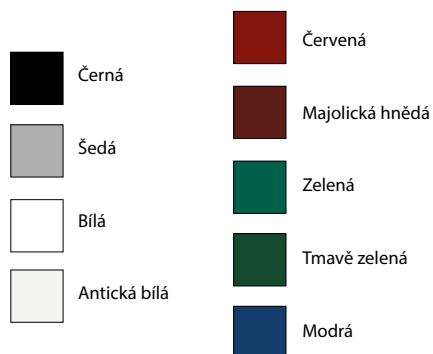 Černá
Šedá
Bílá
Antická bílá
Červená
Majolická hnědá
Zelená
Tmavě zelená
Modrá